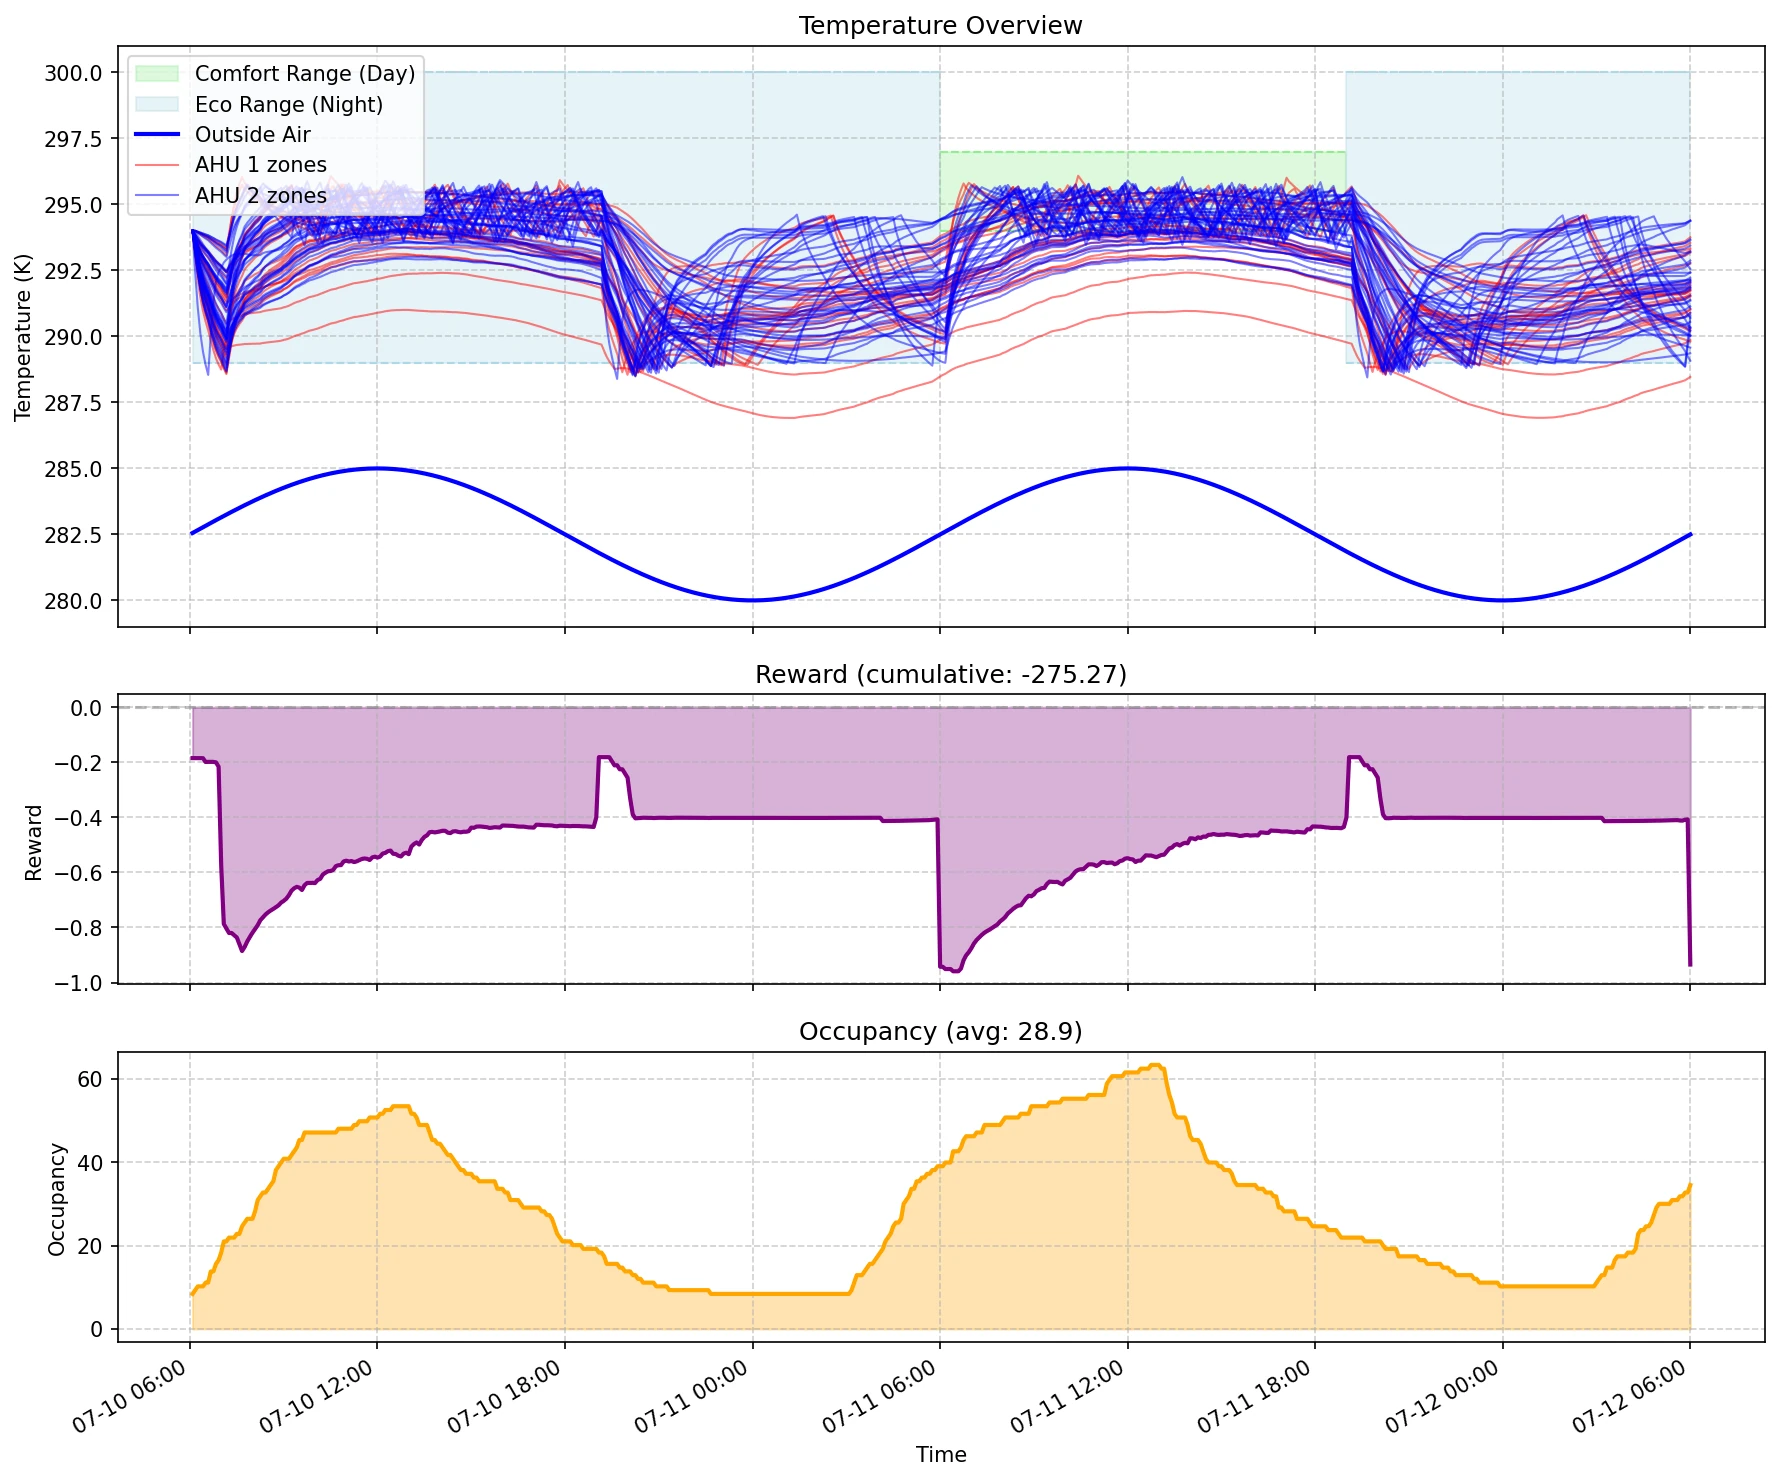 Temperature Overview
Temperature (K)
300.0
297.5
295.0
292.5
290.0
287.5
285.0
282.5
280.0
Comfort Range (Day)
Eco Range (Night)
Outside Air
AHU 1 zones
AHU 2 zones
Reward (cumulative: -275.27)
Reward
0.0
−0.2
−0.4
−0.6
−0.8
−1.0
Occupancy (avg: 28.9)
Occupancy
60
40
20
0
07-10 06:00
07-10 12:00
07-10 18:00
07-11 00:00
07-11 06:00
07-11 12:00
07-11 18:00
07-12 00:00
07-12 06:00
Time